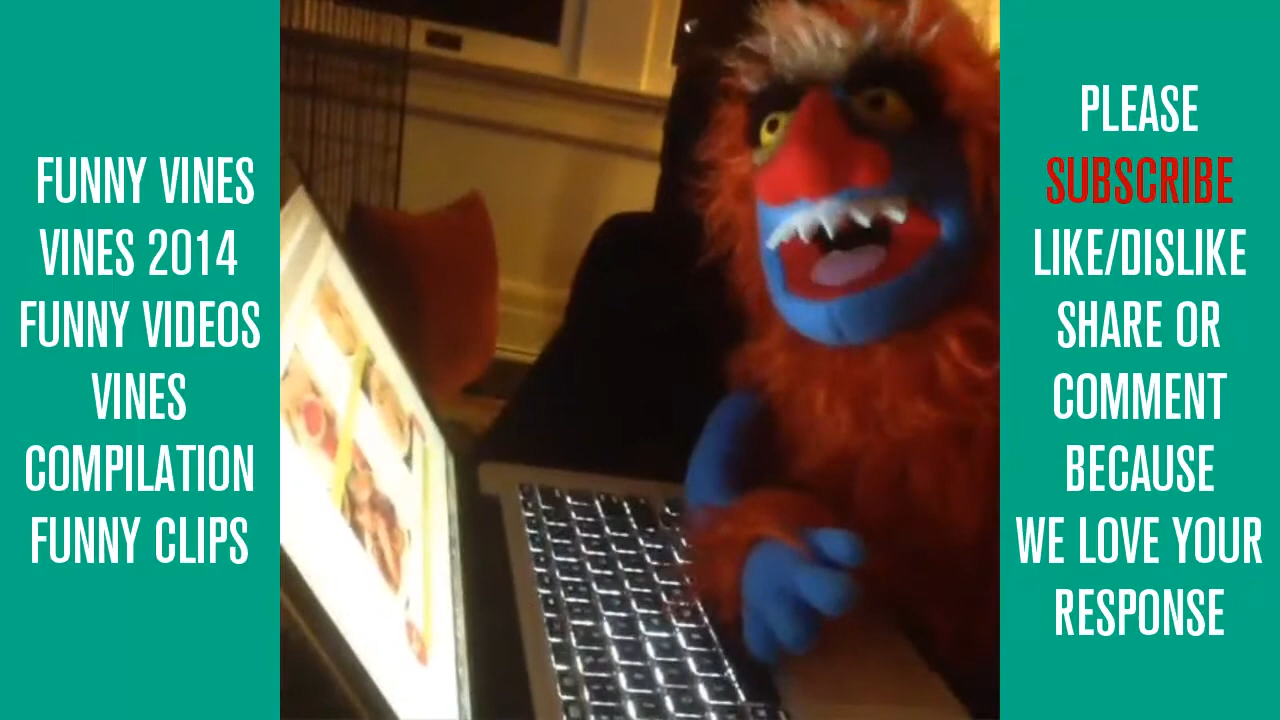 FUNNY VINES
VINES 2014
FUNNY VIDEOS
VINES
COMPILATION
FUNNY CLIPS
PLEASE
SUBSCRIBE
LIKE/DISLIKE
SHARE OR
COMMENT
BECAUSE
WE LOVE YOUR
RESPONSE